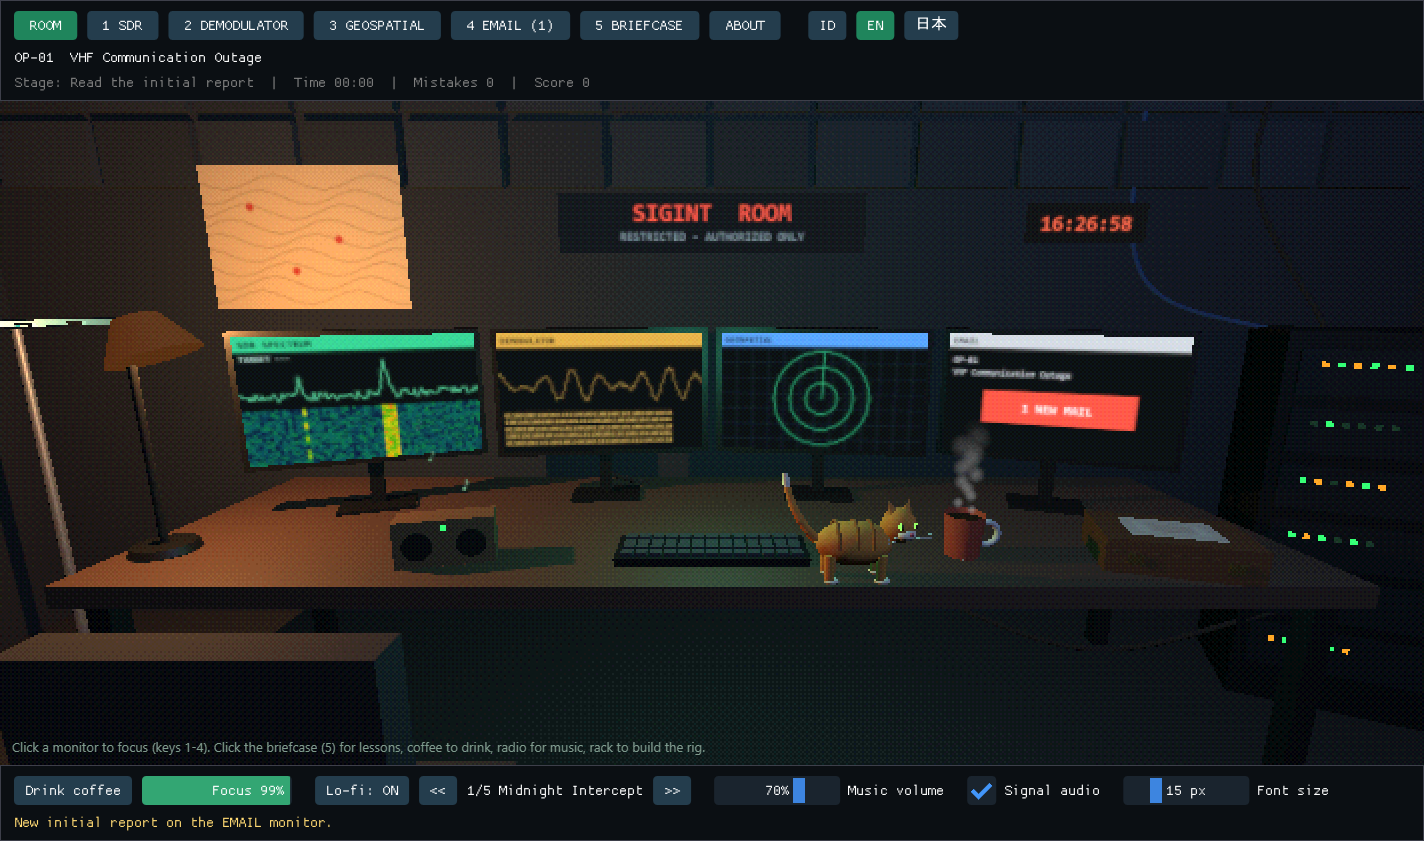 ROOM 1 SDR 2 DEMODULATOR 3 GEOSPATIAL 4 EMAIL (1) 5 BRIEFCASE ABOUT ID EN 日本
OP-01 VHF Communication Outage
Stage: Read the initial report | Time 00:00 | Mistakes 0 | Score 0
SIGINT ROOM
RESTRICTED - AUTHORIZED ONLY
16:26:58
SDR SPECTRUM
TARGET ---
DEMODULATOR
GEOSPATIAL
EMAIL
OP-01
VHF Communication Outage
1 NEW MAIL
Click a monitor to focus (keys 1-4). Click the briefcase (5) for lessons, coffee to drink, radio for music, rack to build the rig.
Drink coffee Focus 99% Lo-fi: ON << 1/5 Midnight Intercept >> 70% Music volume Signal audio 15 px Font size
New initial report on the EMAIL monitor.